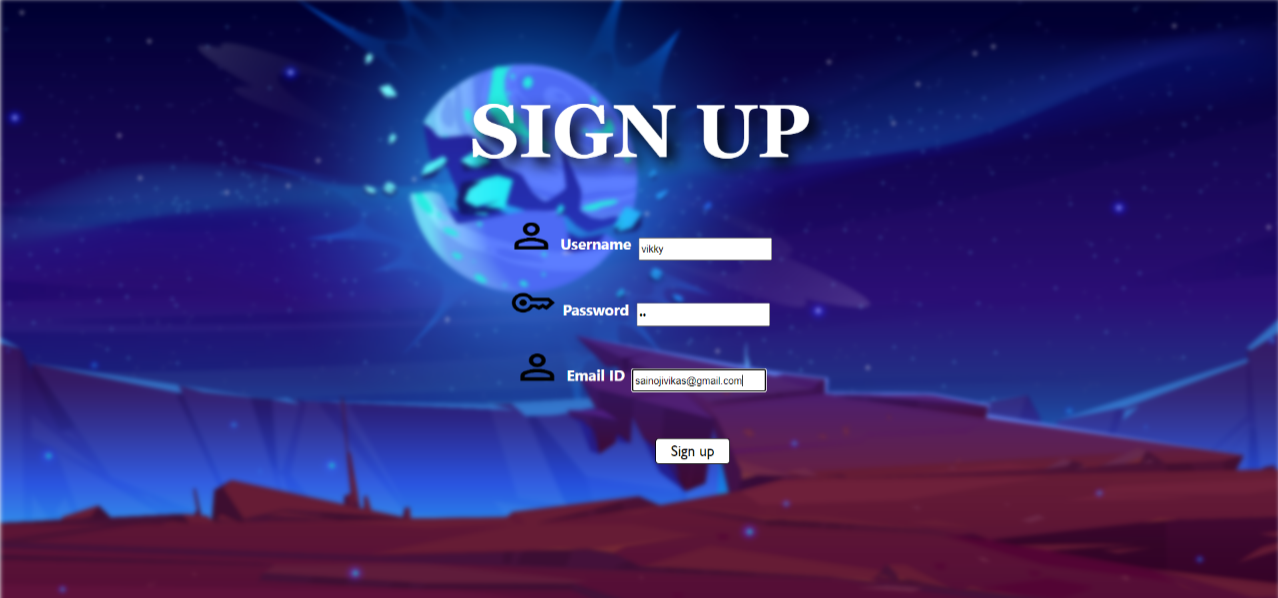 SIGN UP
Username vikky
Password ••
Email ID sainojivikas@gmail.com
Sign up